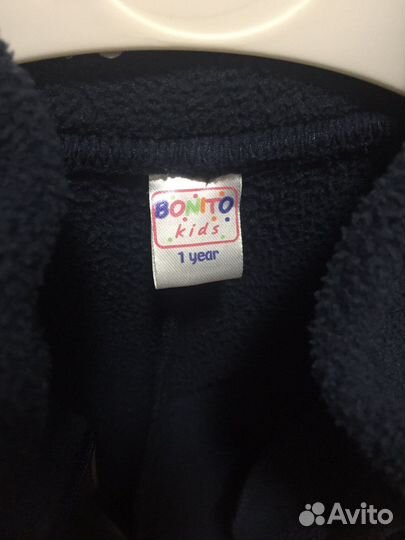 BONITO
kids
1 year
Avito